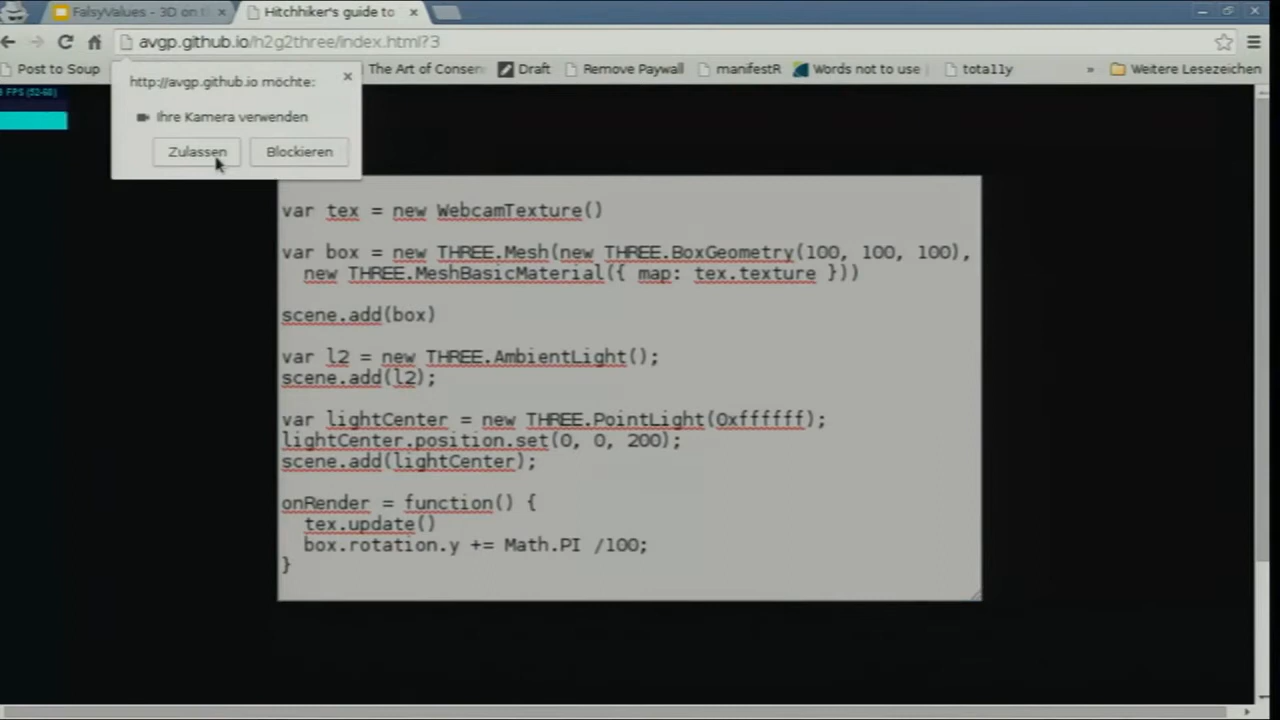 FalsyValues - 3D on t
Hitchhiker's guide to
avgp.github.io/h2g2three/index.html?3
Post to Soup
The Art of Conser
Draft
Remove Paywall
manifestR
Words not to use
tota11y
»
Weitere Lesezeichen
FPS (52-60)
http://avgp.github.io möchte:
Ihre Kamera verwenden
Zulassen
Blockieren
var tex = new WebcamTexture()
var box = new THREE.Mesh(new THREE.BoxGeometry(100, 100, 100),
new THREE.MeshBasicMaterial({ map: tex.texture }))
scene.add(box)
var l2 = new THREE.AmbientLight();
scene.add(l2);
var lightCenter = new THREE.PointLight(0xffffff);
lightCenter.position.set(0, 0, 200);
scene.add(lightCenter);
onRender = function() {
tex.update()
box.rotation.y += Math.PI /100;
}